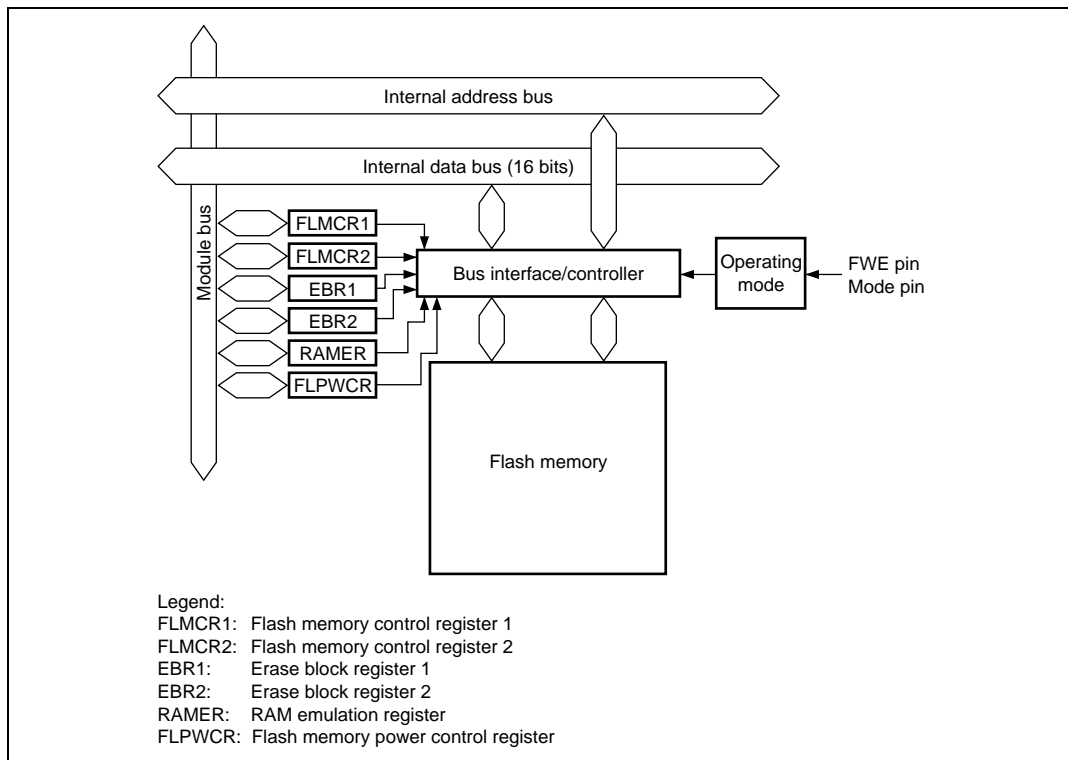 Internal address bus
Internal data bus (16 bits)
Module bus
FLMCR1
FLMCR2
EBR1
EBR2
RAMER
FLPWCR
Bus interface/controller
Operating
mode
FWE pin
Mode pin
Flash memory
Legend:
FLMCR1: Flash memory control register 1
FLMCR2: Flash memory control register 2
EBR1: Erase block register 1
EBR2: Erase block register 2
RAMER: RAM emulation register
FLPWCR: Flash memory power control register